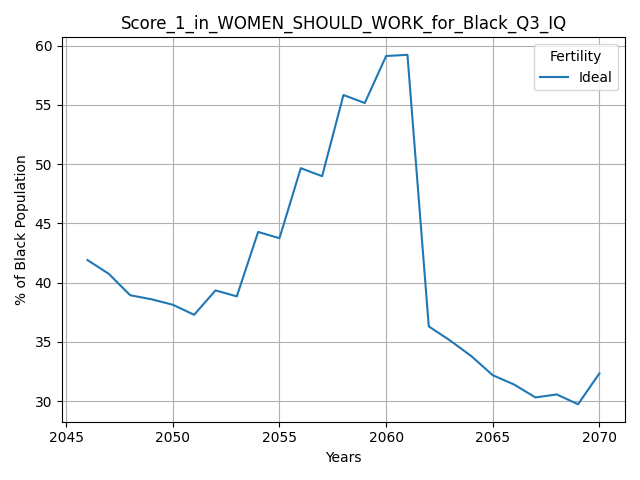 Score_1_in_WOMEN_SHOULD_WORK_for_Black_Q3_IQ
Fertility
Ideal
% of Black Population
60
55
50
45
40
35
30
2045 2050 2055 2060 2065 2070
Years